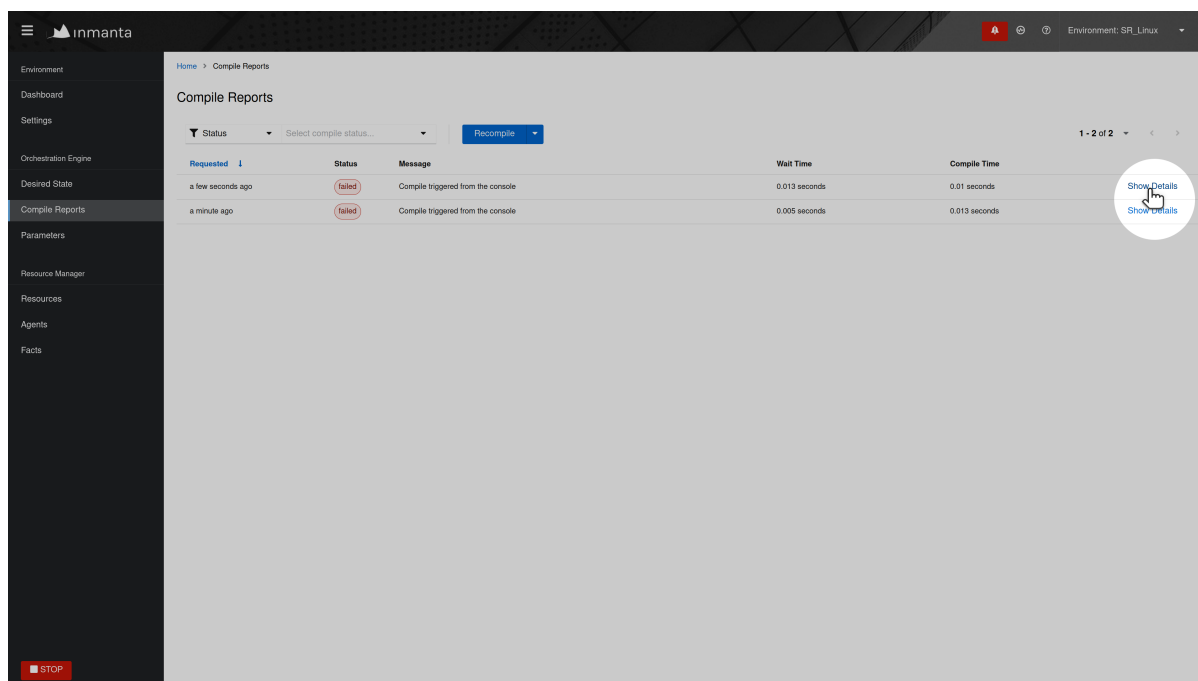 inmanta
Environment: SR_Linux
Environment
Dashboard
Settings
Orchestration Engine
Desired State
Compile Reports
Parameters
Resource Manager
Resources
Agents
Facts
STOP
Home > Compile Reports
Compile Reports
Status Select compile status... Recompile 1 - 2 of 2
Requested Status Message Wait Time Compile Time
a few seconds ago failed Compile triggered from the console 0.013 seconds 0.01 seconds Show Details
a minute ago failed Compile triggered from the console 0.005 seconds 0.013 seconds Show Details